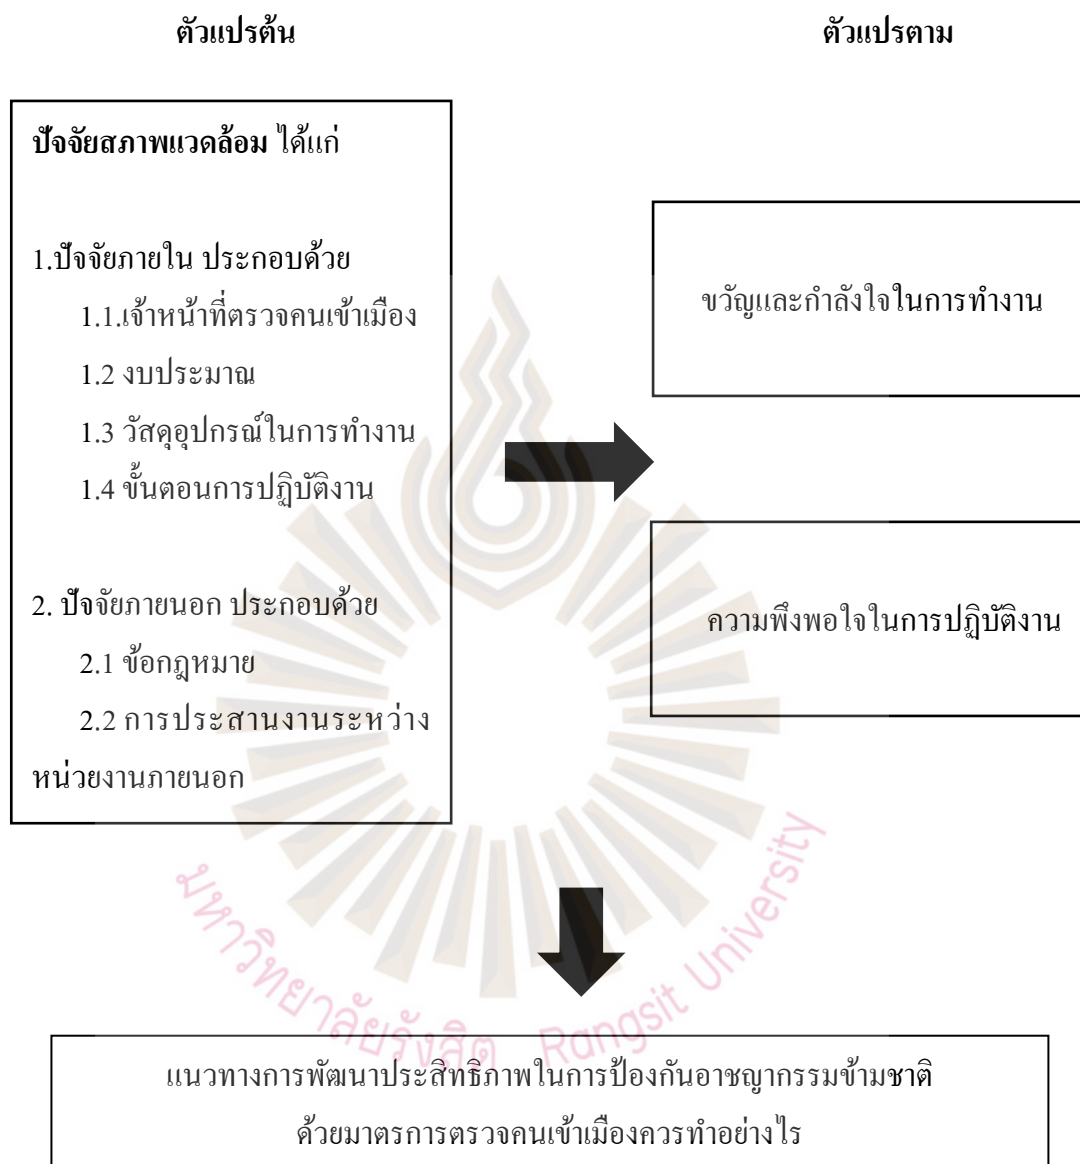 ตัวแปรต้น
ตัวแปรตาม
ปัจจัยสภาพแวดล้อม ได้แก่
1.ปัจจัยภายใน ประกอบด้วย
1.1.เจ้าหน้าที่ตรวจคนเข้าเมือง
1.2 งบประมาณ
1.3 วัสดุอุปกรณ์ในการทำงาน
1.4 ขั้นตอนการปฏิบัติงาน
2. ปัจจัยภายนอก ประกอบด้วย
2.1 ข้อกฎหมาย
2.2 การประสานงานระหว่าง
หน่วยงานภายนอก
ขวัญและกำลังใจในการทำงาน
ความพึงพอใจในการปฏิบัติงาน
มหาวิทยาลัยรังสิต Rangsit University
แนวทางการพัฒนาประสิทธิภาพในการป้องกันอาชญากรรมข้ามชาติ
ด้วยมาตรการตรวจคนเข้าเมืองควรทำอย่างไร